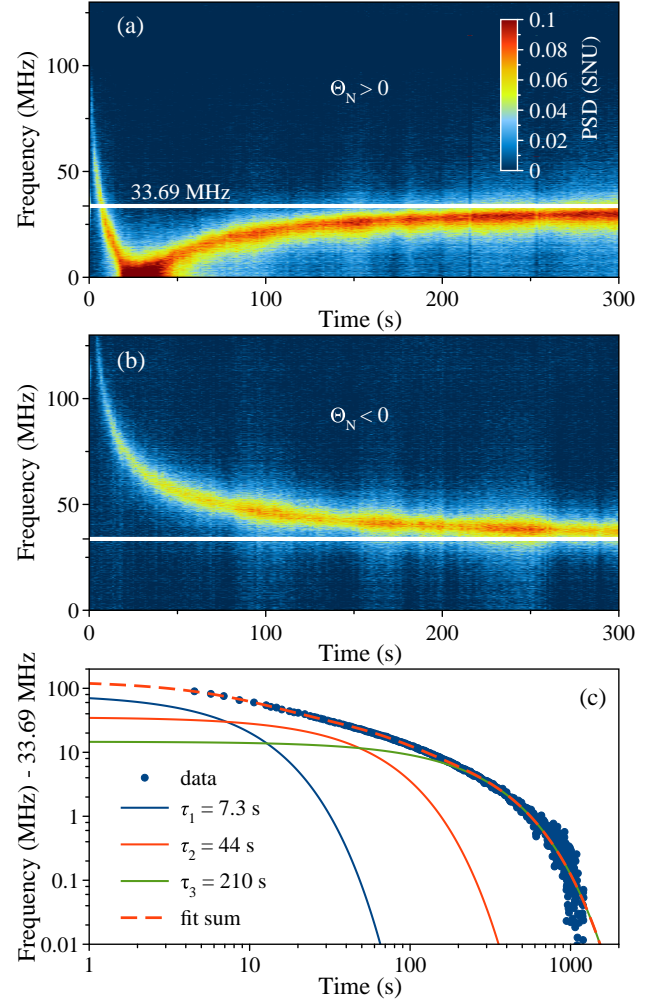 (a)
Θ_N > 0
33.69 MHz
Frequency (MHz)
0
50
100
0.1
0.08
0.06
0.04
0.02
0
PSD (SNU)
0
100
200
300
Time (s)
(b)
Θ_N < 0
Frequency (MHz)
0
50
100
0
100
200
300
Time (s)
(c)
Frequency (MHz) - 33.69 MHz
100
10
1
0.1
0.01
data
τ₁ = 7.3 s
τ₂ = 44 s
τ₃ = 210 s
fit sum
1
10
100
1000
Time (s)